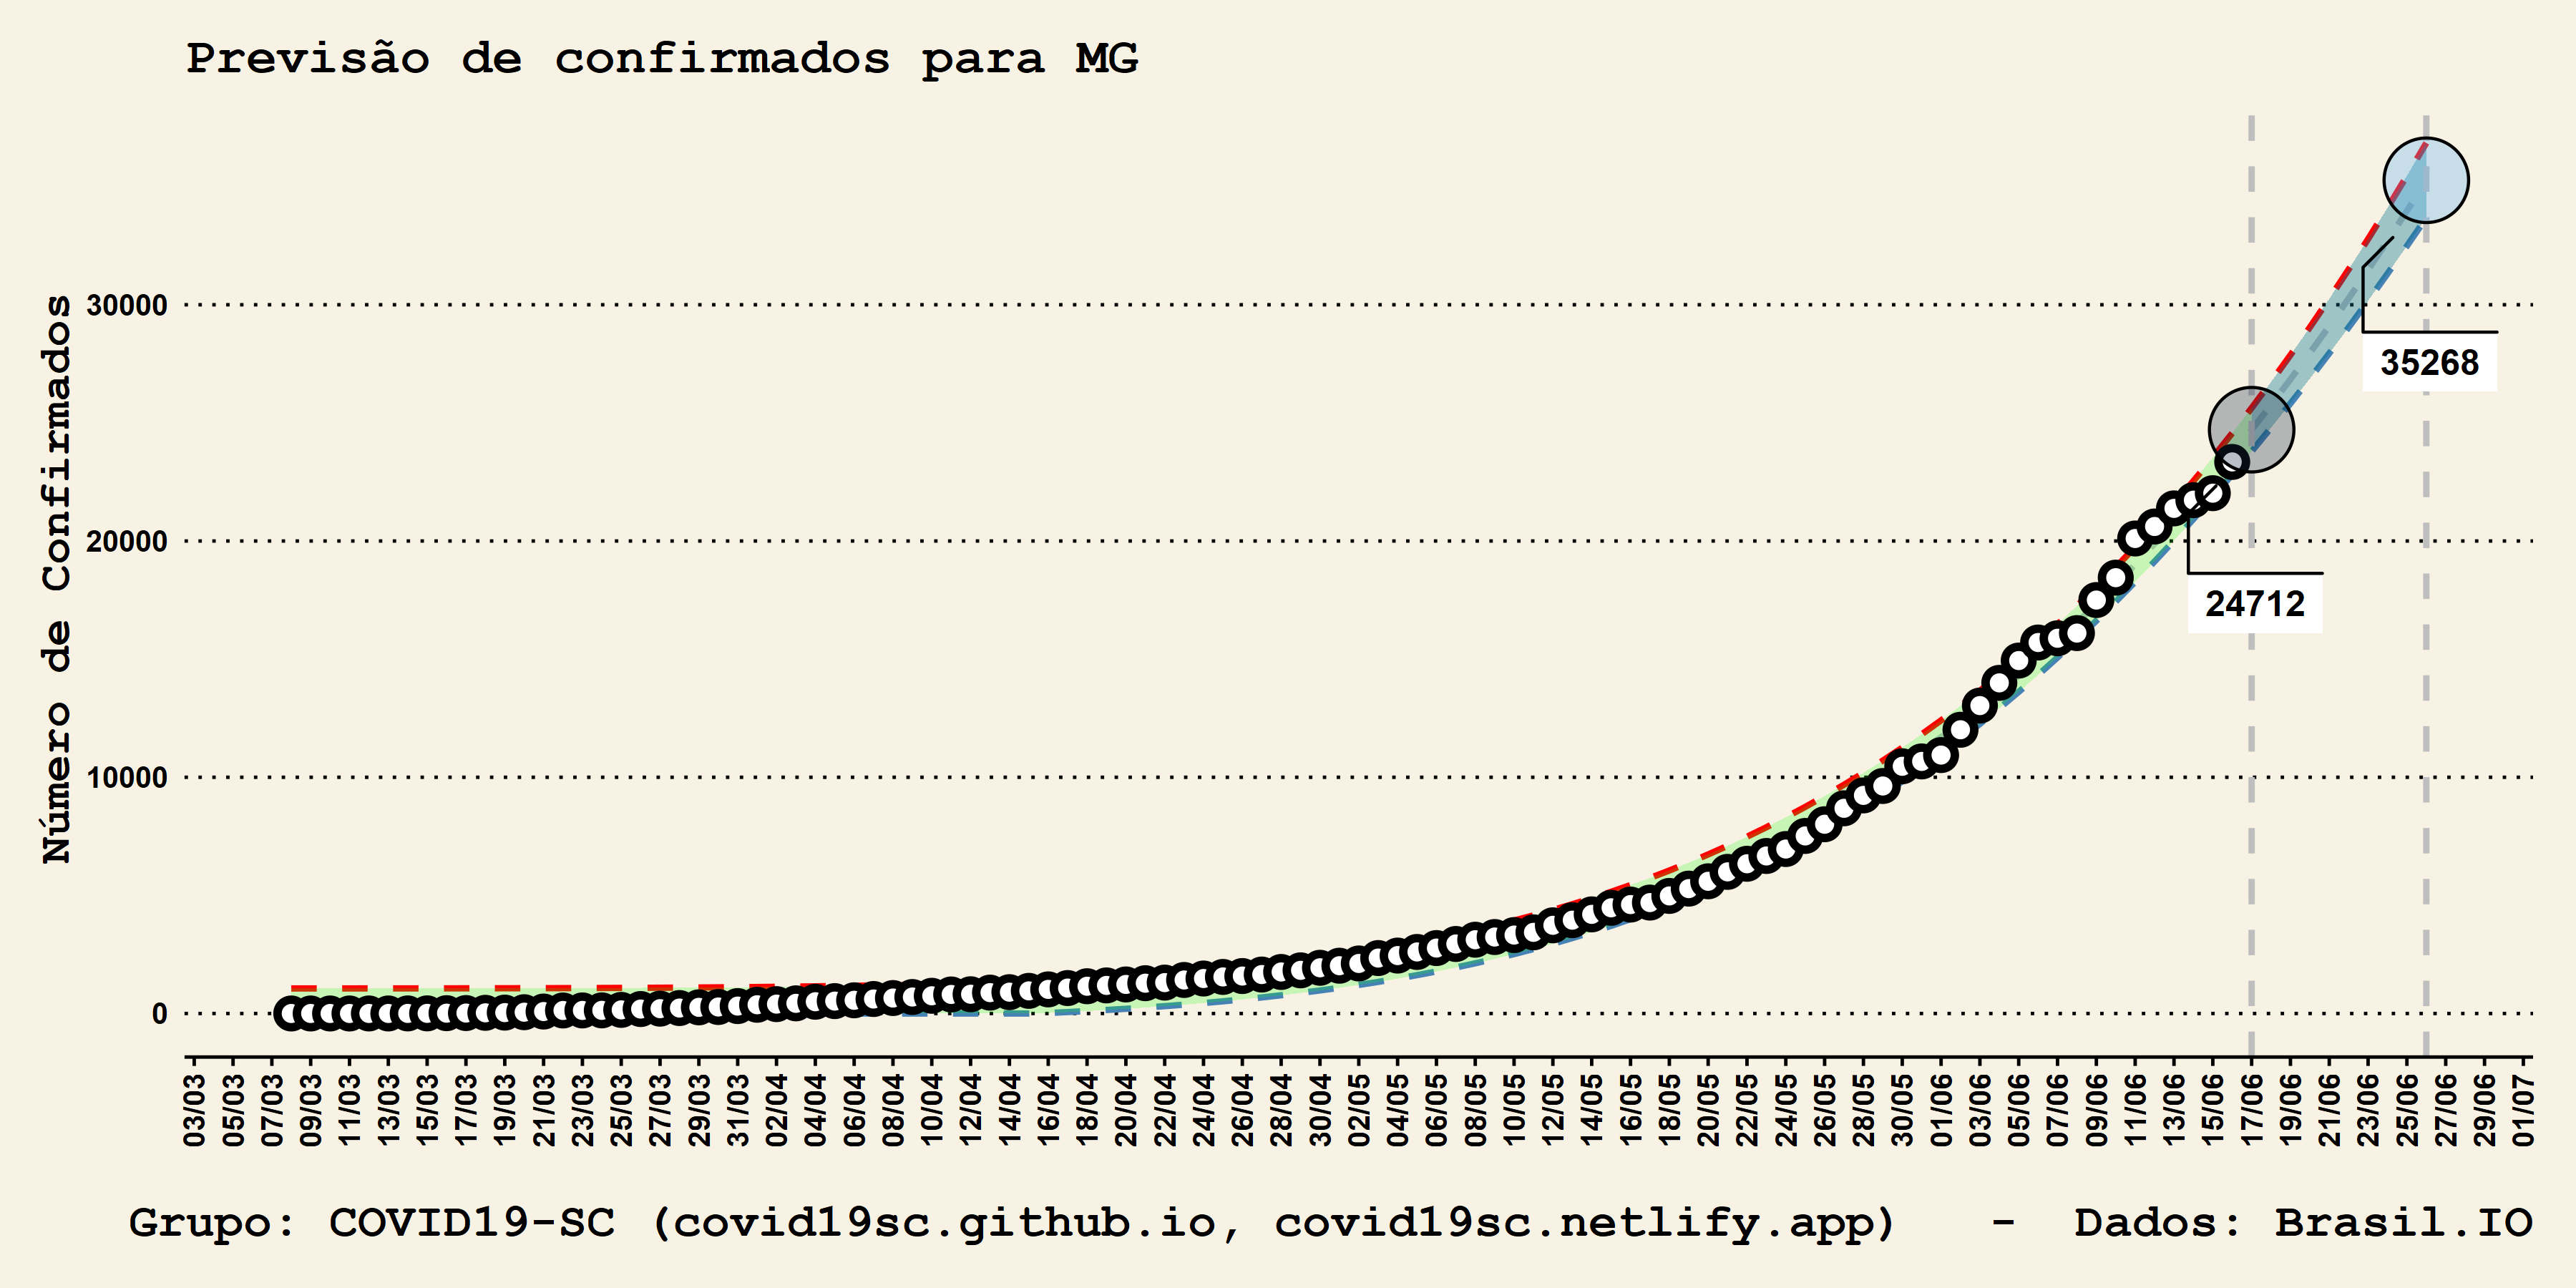 Previsão de confirmados para MG
Número de Confirmados
30000
20000
10000
0
35268
24712
03/03 05/03 07/03 09/03 11/03 13/03 15/03 17/03 19/03 21/03 23/03 25/03 27/03 29/03 31/03 02/04 04/04 06/04 08/04 10/04 12/04 14/04 16/04 18/04 20/04 22/04 24/04 26/04 28/04 30/04 02/05 04/05 06/05 08/05 10/05 12/05 14/05 16/05 18/05 20/05 22/05 24/05 26/05 28/05 30/05 01/06 03/06 05/06 07/06 09/06 11/06 13/06 15/06 17/06 19/06 21/06 23/06 25/06 27/06 29/06 01/07
Grupo: COVID19-SC (covid19sc.github.io, covid19sc.netlify.app) - Dados: Brasil.IO